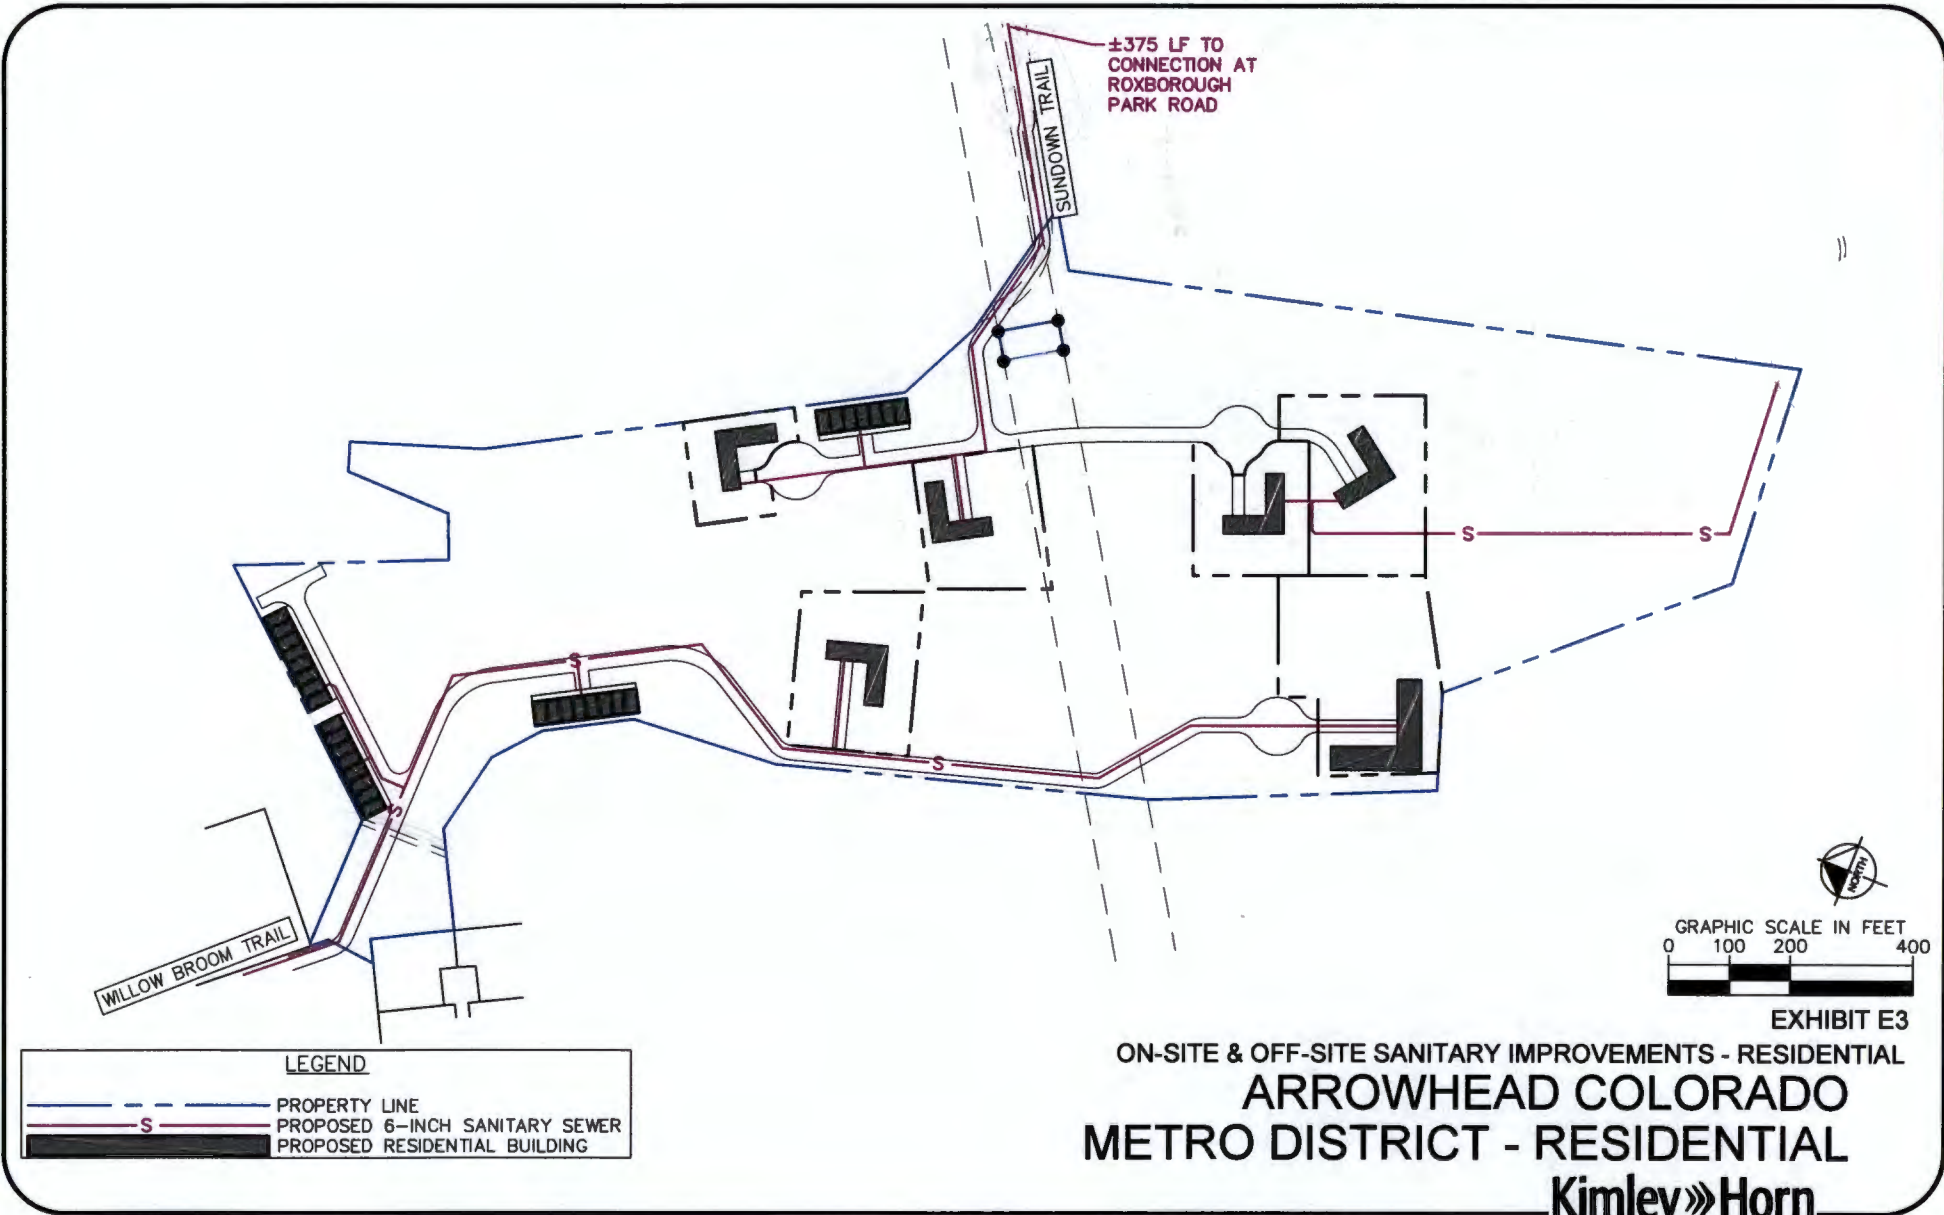 ±375 LF TO
CONNECTION AT
ROXBOROUGH
PARK ROAD
SUNDOWN TRAIL
S
S
S
S
S
WILLOW BROOM TRAIL
NORTH
GRAPHIC SCALE IN FEET
0 100 200 400
EXHIBIT E3
ON-SITE & OFF-SITE SANITARY IMPROVEMENTS - RESIDENTIAL
ARROWHEAD COLORADO
METRO DISTRICT - RESIDENTIAL
Kimley»Horn
LEGEND
PROPERTY LINE
S PROPOSED 6-INCH SANITARY SEWER
PROPOSED RESIDENTIAL BUILDING